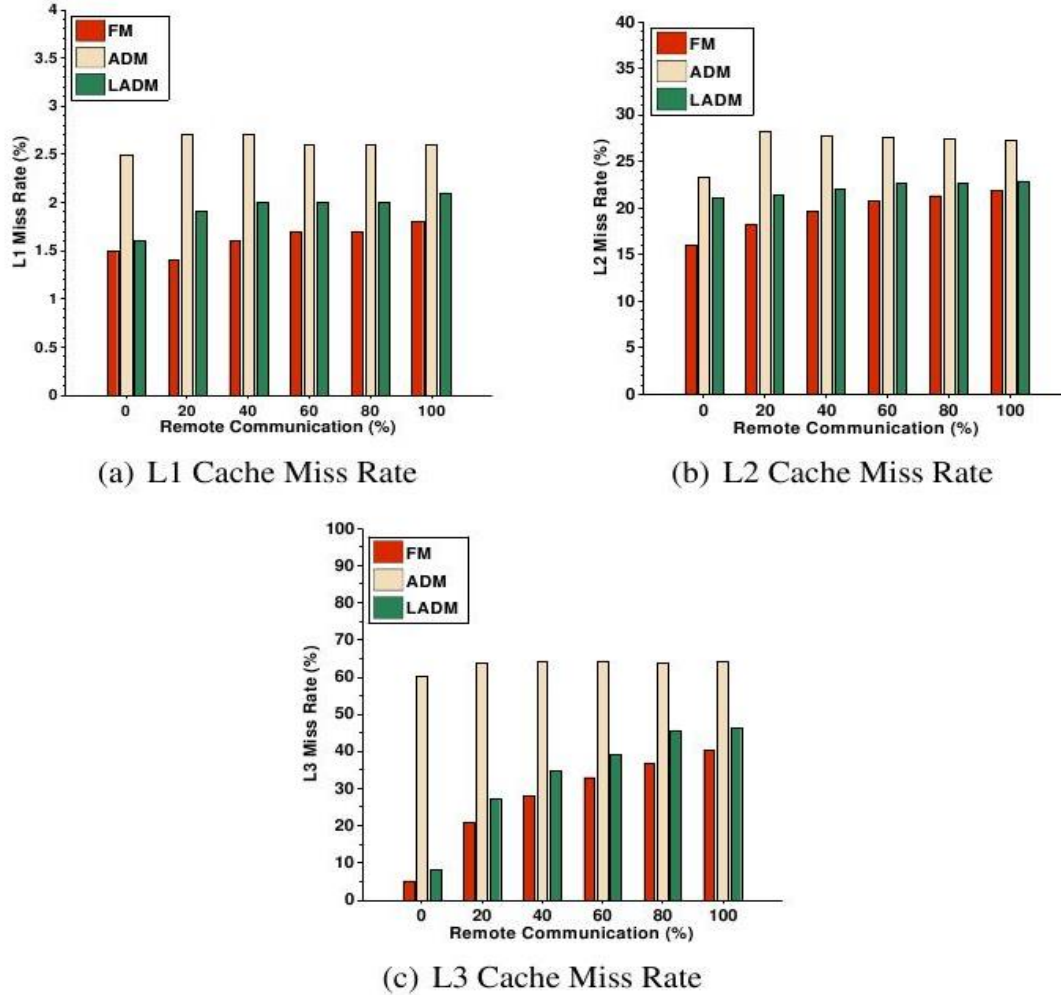 4
3.5
3
2.5
2
1.5
1
0.5
0
L1 Miss Rate (%)
FM
ADM
LADM
0 20 40 60 80 100
Remote Communication (%)
(a) L1 Cache Miss Rate
40
35
30
25
20
15
10
5
0
L2 Miss Rate (%)
FM
ADM
LADM
0 20 40 60 80 100
Remote Communication (%)
(b) L2 Cache Miss Rate
100
90
80
70
60
50
40
30
20
10
0
L3 Miss Rate (%)
FM
ADM
LADM
0 20 40 60 80 100
Remote Communication (%)
(c) L3 Cache Miss Rate